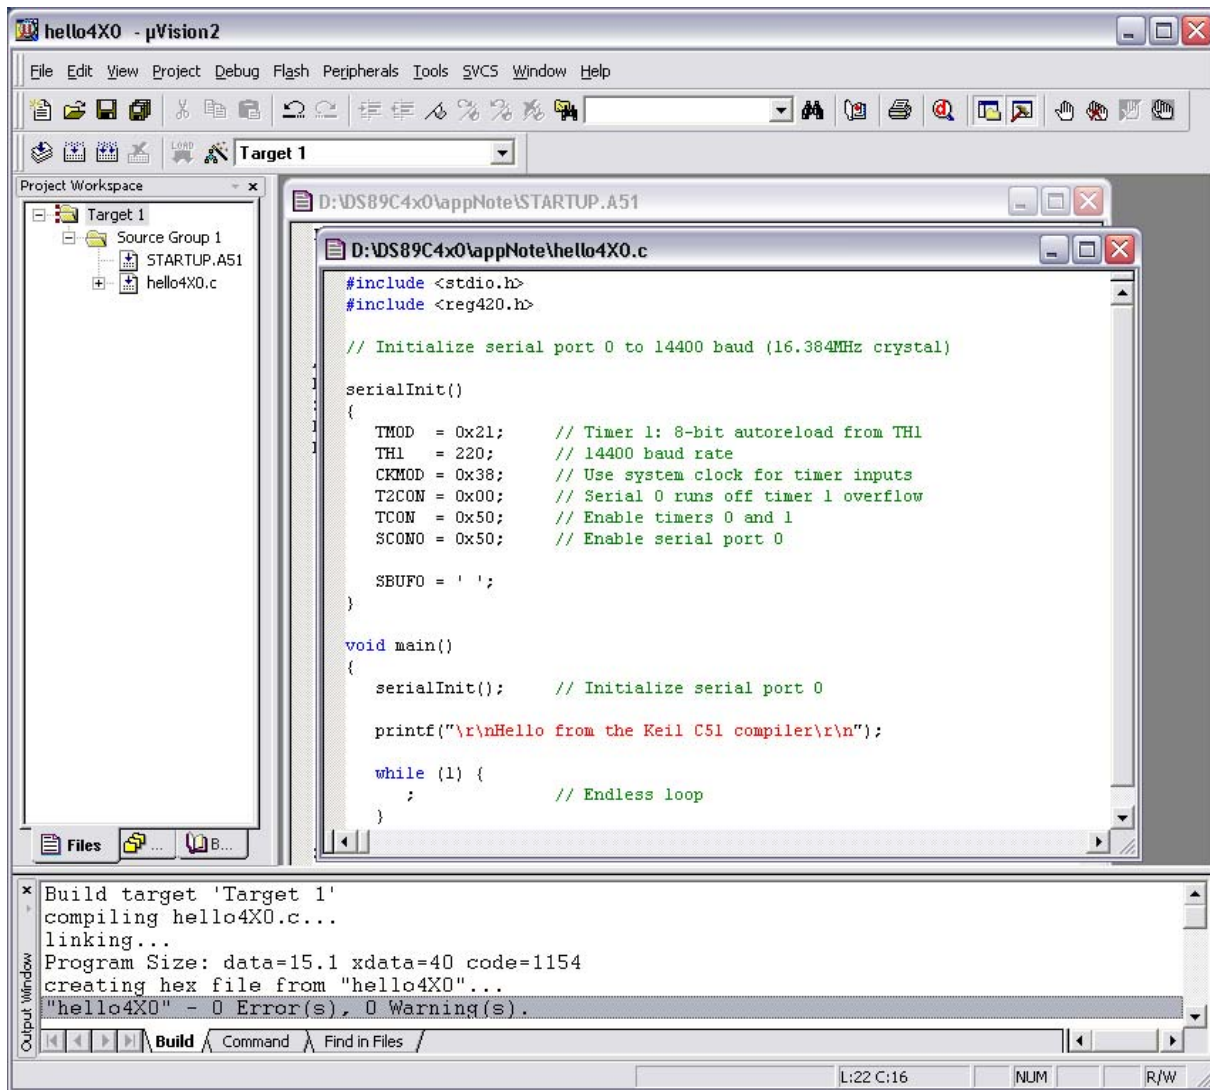 hello4X0 - µVision2
File Edit View Project Debug Flash Peripherals Tools SVCS Window Help
LOAD
Target 1
Project Workspace
Target 1
Source Group 1
STARTUP.A51
hello4X0.c
Files
...
B...
D:\DS89C4x0\appNote\STARTUP.A51
D:\DS89C4x0\appNote\hello4X0.c
#include <stdio.h>
#include <reg420.h>
// Initialize serial port 0 to 14400 baud (16.384MHz crystal)
serialInit()
{
TMOD = 0x21; // Timer 1: 8-bit autoreload from TH1
TH1 = 220; // 14400 baud rate
CKMOD = 0x38; // Use system clock for timer inputs
T2CON = 0x00; // Serial 0 runs off timer 1 overflow
TCON = 0x50; // Enable timers 0 and 1
SCON0 = 0x50; // Enable serial port 0
SBUF0 = ' ';
}
void main()
{
serialInit(); // Initialize serial port 0
printf("\r\nHello from the Keil C51 compiler\r\n");
while (1) {
; // Endless loop
}
Output Window
Build target 'Target 1'
compiling hello4X0.c...
linking...
Program Size: data=15.1 xdata=40 code=1154
creating hex file from "hello4X0"...
"hello4X0" - 0 Error(s), 0 Warning(s).
Build Command Find in Files
L:22 C:16 NUM R/W